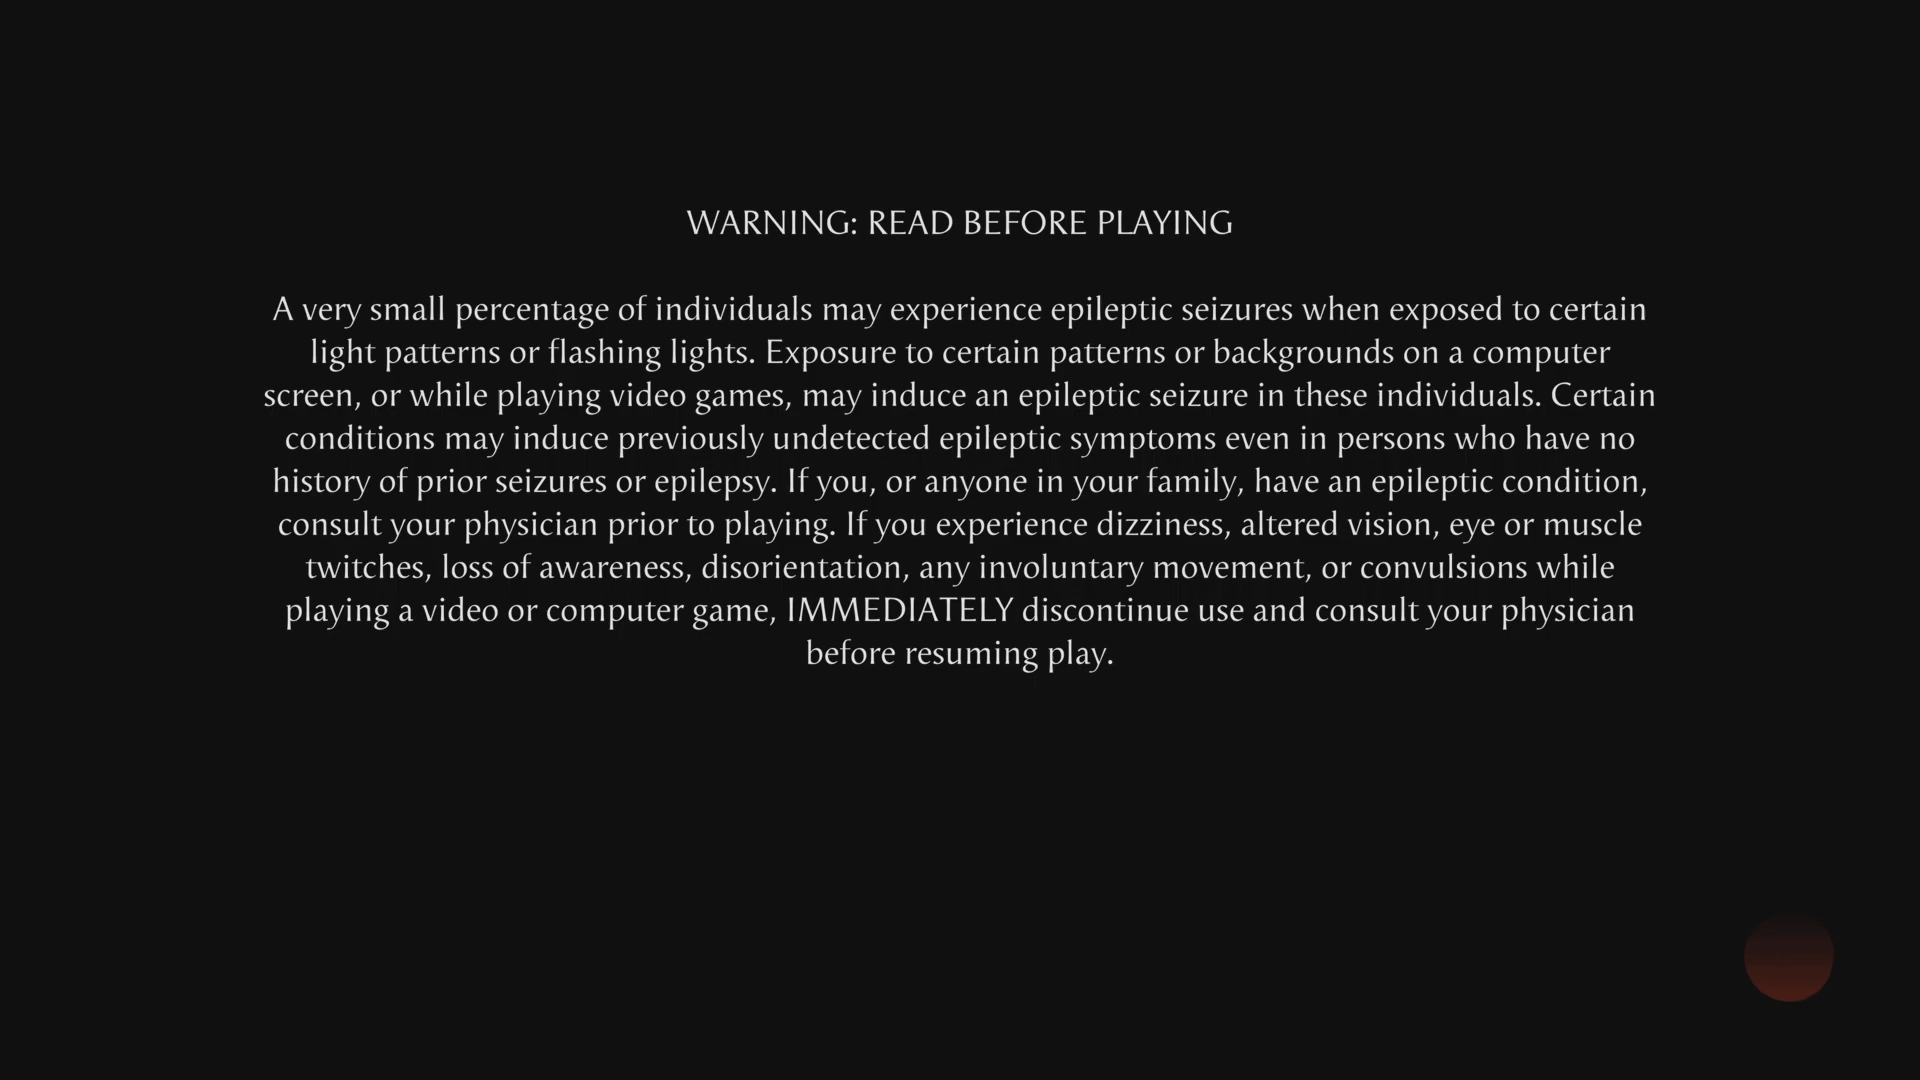 WARNING: READ BEFORE PLAYING
A very small percentage of individuals may experience epileptic seizures when exposed to certain
light patterns or flashing lights. Exposure to certain patterns or backgrounds on a computer
screen, or while playing video games, may induce an epileptic seizure in these individuals. Certain
conditions may induce previously undetected epileptic symptoms even in persons who have no
history of prior seizures or epilepsy. If you, or anyone in your family, have an epileptic condition,
consult your physician prior to playing. If you experience dizziness, altered vision, eye or muscle
twitches, loss of awareness, disorientation, any involuntary movement, or convulsions while
playing a video or computer game, IMMEDIATELY discontinue use and consult your physician
before resuming play.